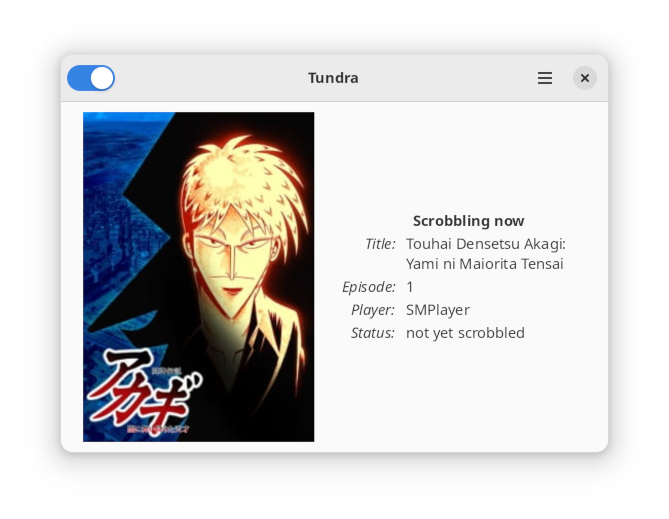 Tundra
アカギ
Scrobbling now
Title: Touhai Densetsu Akagi:
Yami ni Maiorita Tensai
Episode: 1
Player: SMPlayer
Status: not yet scrobbled